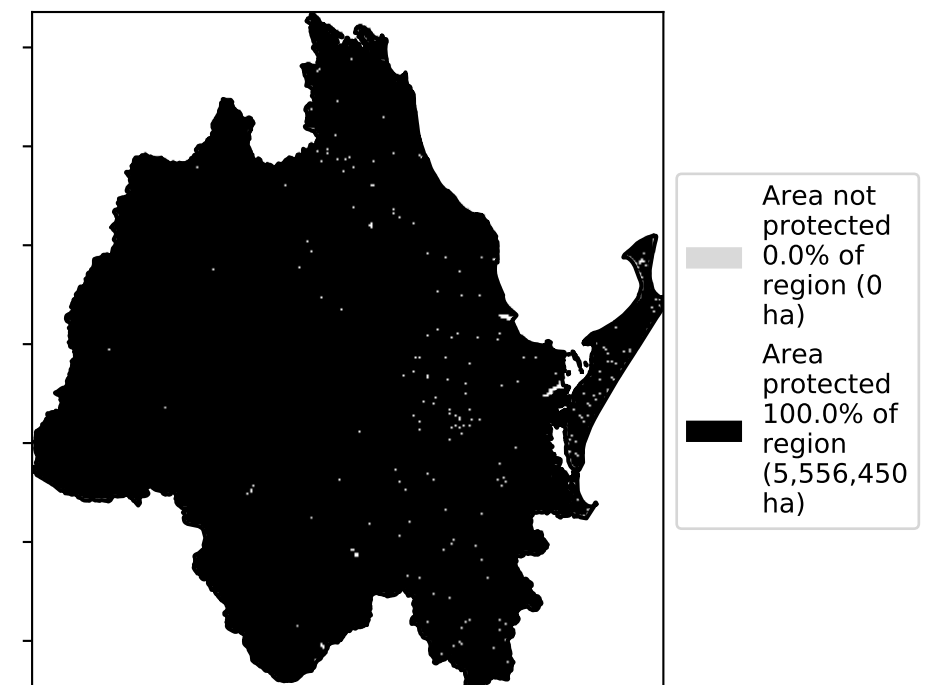 Area not
protected
0.0% of
region (0
ha)
Area
protected
100.0% of
region
(5,556,450
ha)